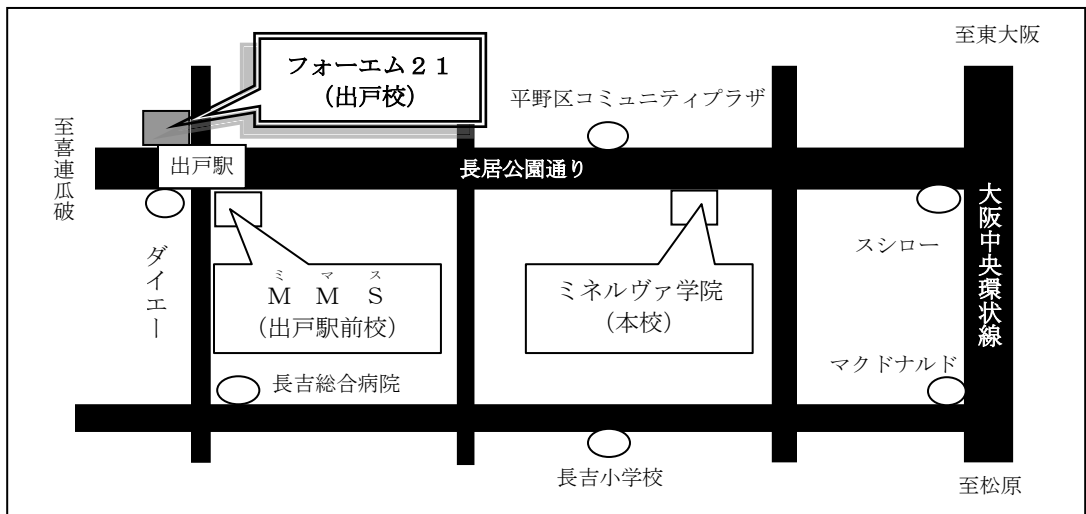 至東大阪
フォーエム２１
（出戸校）
平野区コミュニティプラザ
至喜連瓜破
出戸駅
長居公園通り
大阪中央環状線
スシロー
ダイエー
ミ マ ス
Ｍ Ｍ Ｓ
（出戸駅前校）
ミネルヴァ学院
（本校）
マクドナルド
長吉総合病院
長吉小学校
至松原